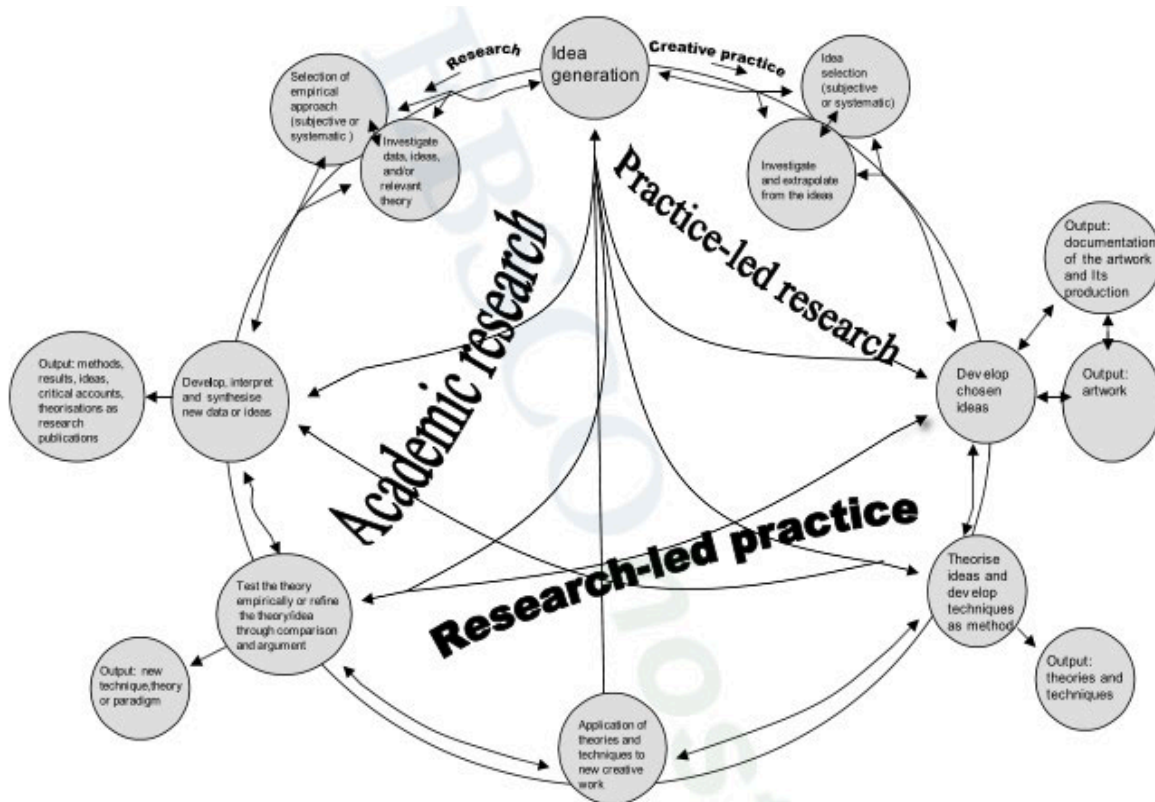 Research
Idea
generation
Creative practice
Idea
selection
(subjective
or systematic)
Selection of
empirical
approach
(subjective or
systematic )
Investigate
data, ideas,
and/or
relevant
theory
Investigate
and extrapolate
from the ideas
Practice-led research
Academic research
Output:
documentation
of the artwork
and Its
production
Output: methods,
results, ideas,
critical accounts,
theorisations as
research
publications
Develop, interpret
and synthesise
new data or ideas
Develop
chosen
ideas
Output:
artwork
Research-led practice
Test the theory
empirically or refine
the theory/idea
through comparison
and argument
Theorise
ideas and
develop
techniques
as method
Output: new
technique,theory
or paradigm
Application of
theories and
techniques to
new creative
work
Output:
theories and
techniques
EBSCOhost